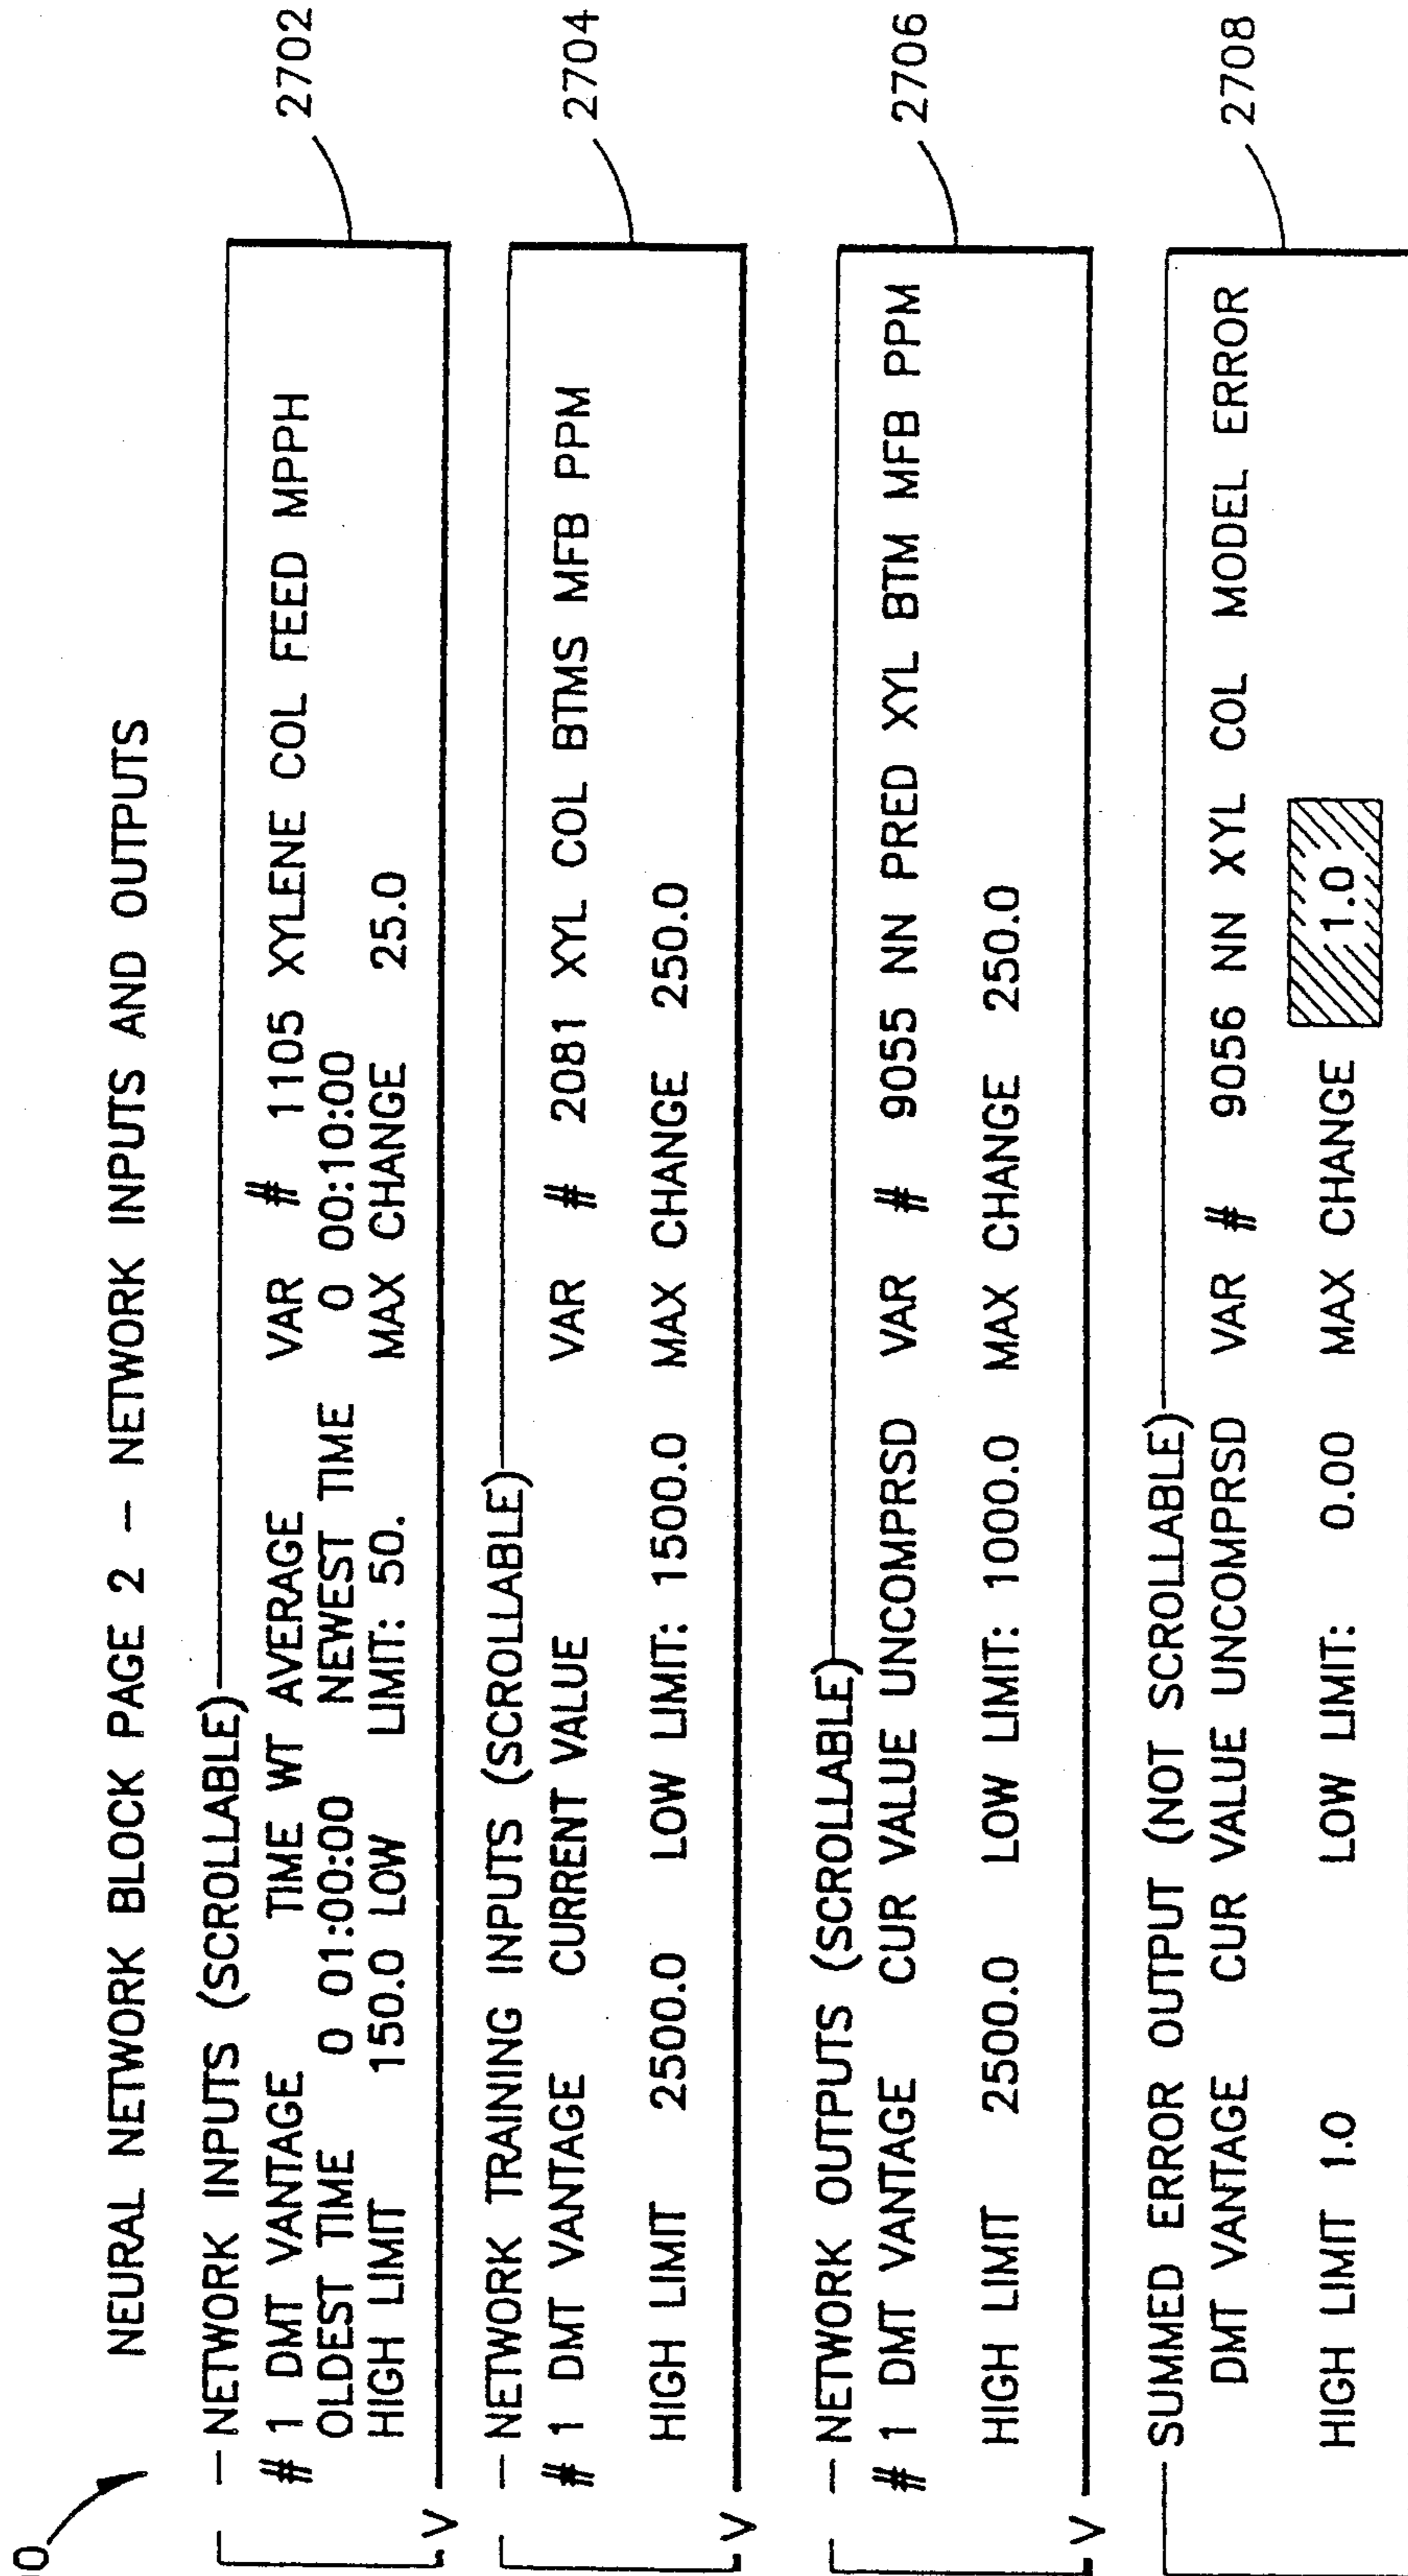 NEURAL NETWORK BLOCK PAGE 2 – NETWORK INPUTS AND OUTPUTS
NETWORK INPUTS (SCROLLABLE)
# 1 DMT VANTAGE TIME WT AVERAGE VAR # 1105 XYLENE COL FEED MPPH
OLDEST TIME 0 01:00:00 NEWEST TIME 0 00:10:00
HIGH LIMIT 150.0 LOW LIMIT: 50. MAX CHANGE 25.0
V
2702
NETWORK TRAINING INPUTS (SCROLLABLE)
# 1 DMT VANTAGE CURRENT VALUE VAR # 2081 XYL COL BTMS MFB PPM
HIGH LIMIT 2500.0 LOW LIMIT: 1500.0 MAX CHANGE 250.0
V
2704
NETWORK OUTPUTS (SCROLLABLE)
# 1 DMT VANTAGE CUR VALUE UNCOMPRSD VAR # 9055 NN PRED XYL BTM MFB PPM
HIGH LIMIT 2500.0 LOW LIMIT: 1000.0 MAX CHANGE 250.0
V
2706
SUMMED ERROR OUTPUT (NOT SCROLLABLE)
DMT VANTAGE CUR VALUE UNCOMPRSD VAR # 9056 NN XYL COL MODEL ERROR
HIGH LIMIT 1.0 LOW LIMIT: 0.00 MAX CHANGE 1.0
2708